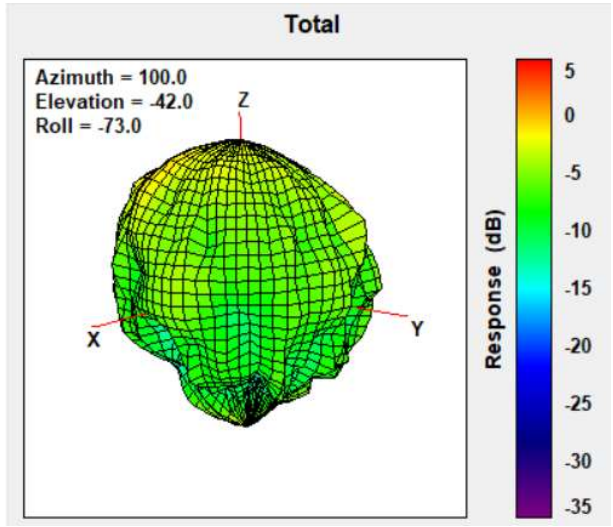 Total
Azimuth = 100.0
Elevation = -42.0
Roll = -73.0
Z
X
Y
Response (dB)
5
0
-5
-10
-15
-20
-25
-30
-35